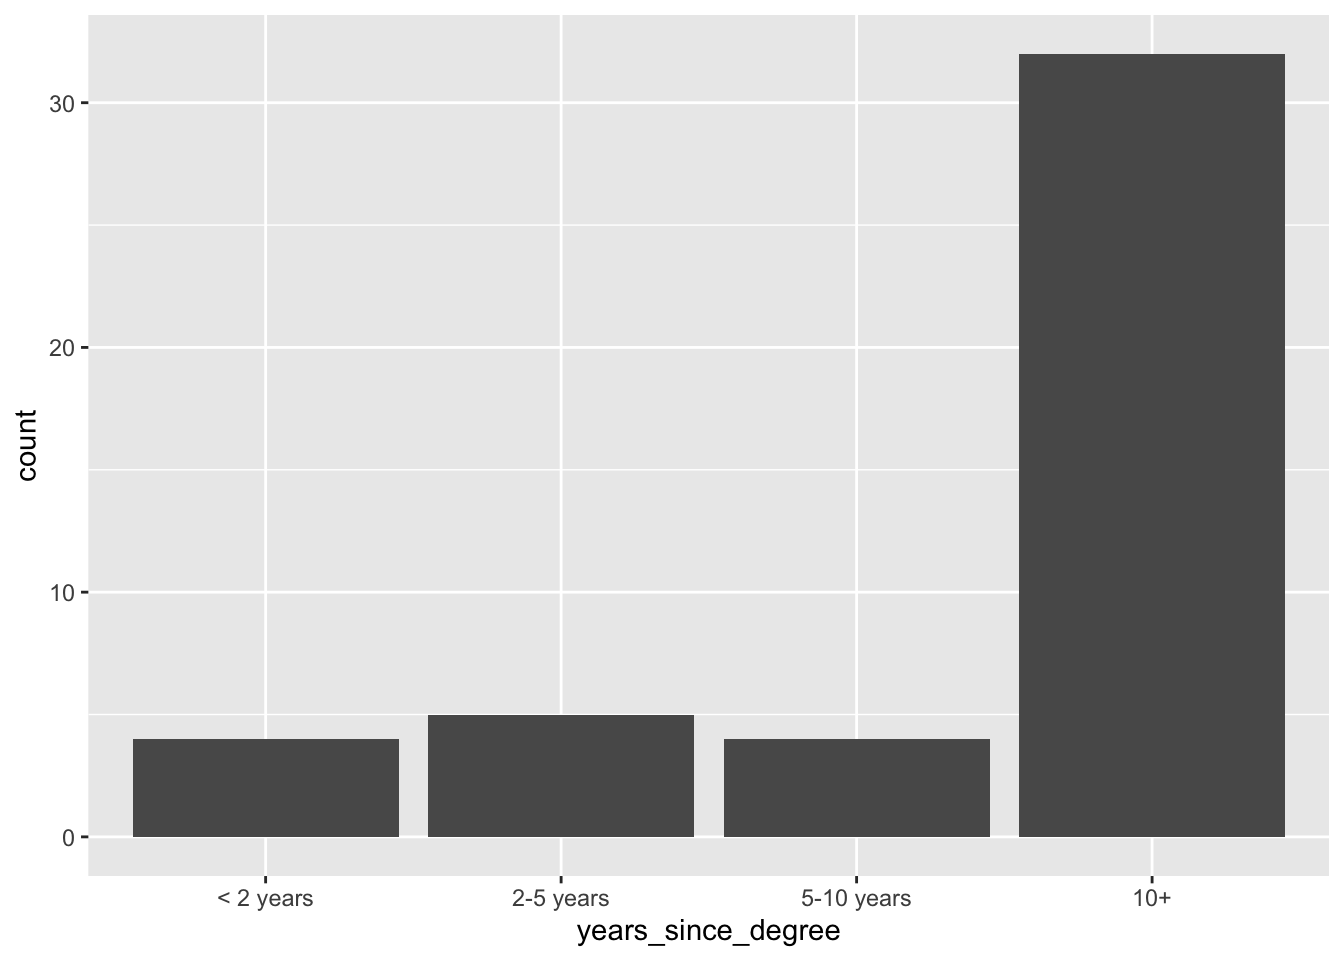 count
30
20
10
0
< 2 years
2-5 years
5-10 years
10+
years_since_degree